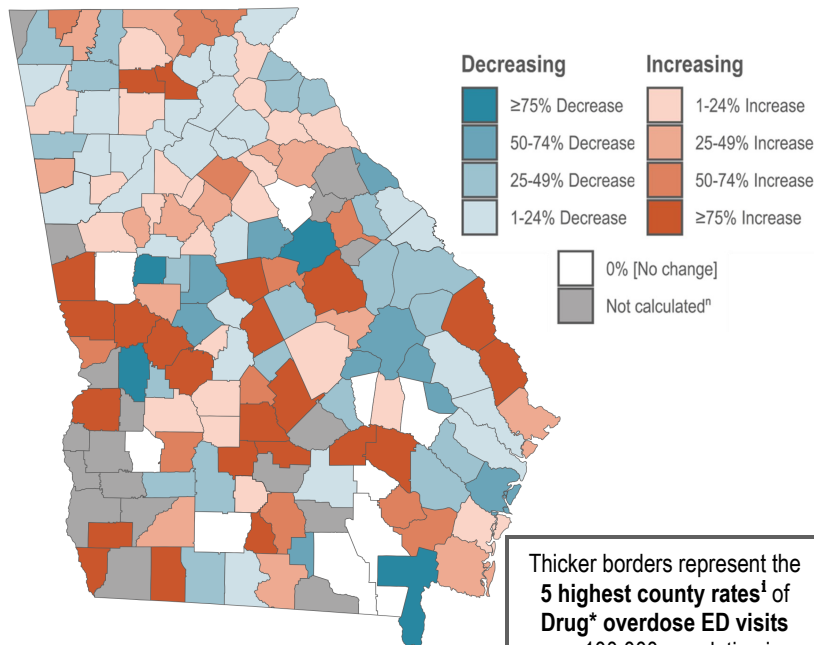 Decreasing
≥75% Decrease
50-74% Decrease
25-49% Decrease
1-24% Decrease
Increasing
1-24% Increase
25-49% Increase
50-74% Increase
≥75% Increase
0% [No change]
Not calculatedⁿ
Thicker borders represent the
5 highest county rates¹ of
Drug* overdose ED visits